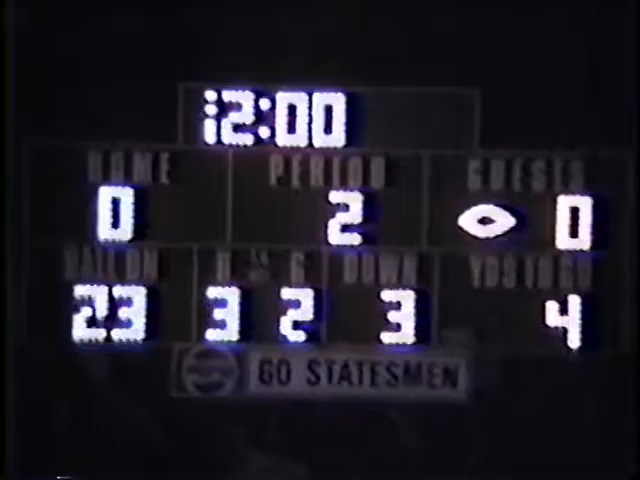 12:00
HOME PERIOD GUESTS
0 2 0
BALL ON DOWN YDS TO GO
23 3 2 3 4
PEPSI GO STATESMEN